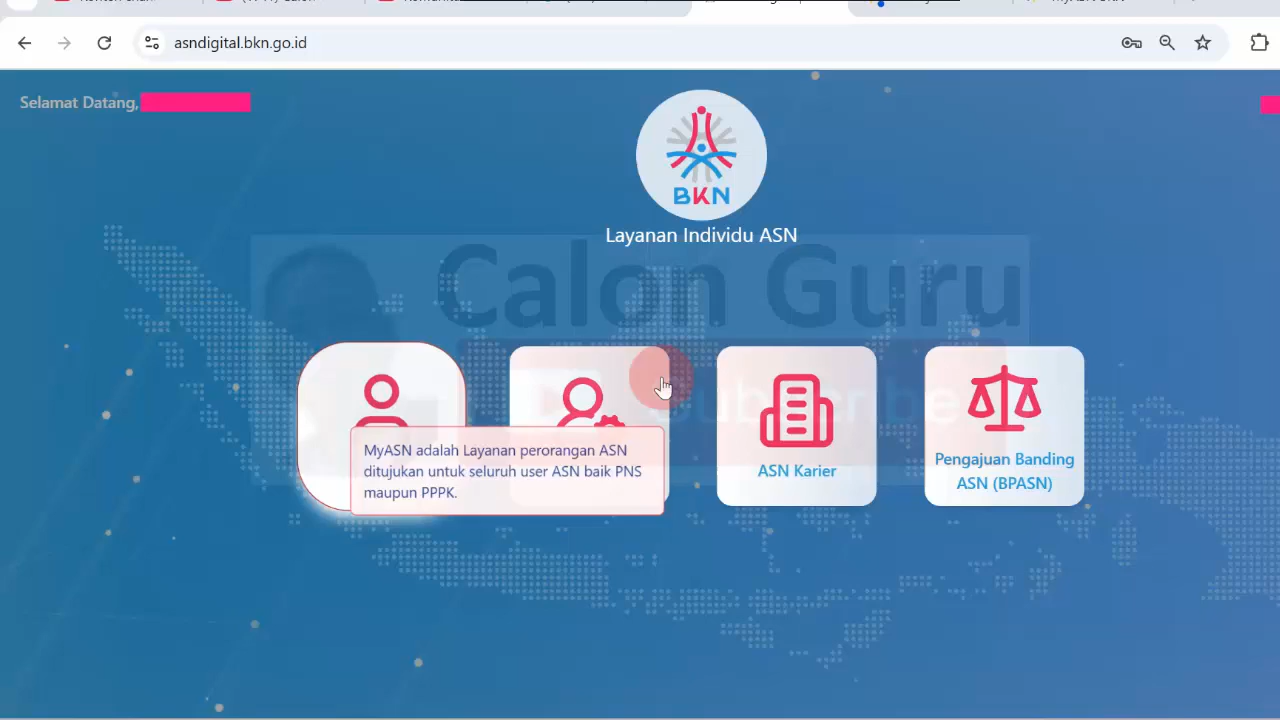 asndigital.bkn.go.id
Selamat Datang,
BKN
Layanan Individu ASN
Calon Guru
Subscribe
MyASN adalah Layanan perorangan ASN
ditujukan untuk seluruh user ASN baik PNS
maupun PPPK.
ASN Karier
Pengajuan Banding
ASN (BPASN)